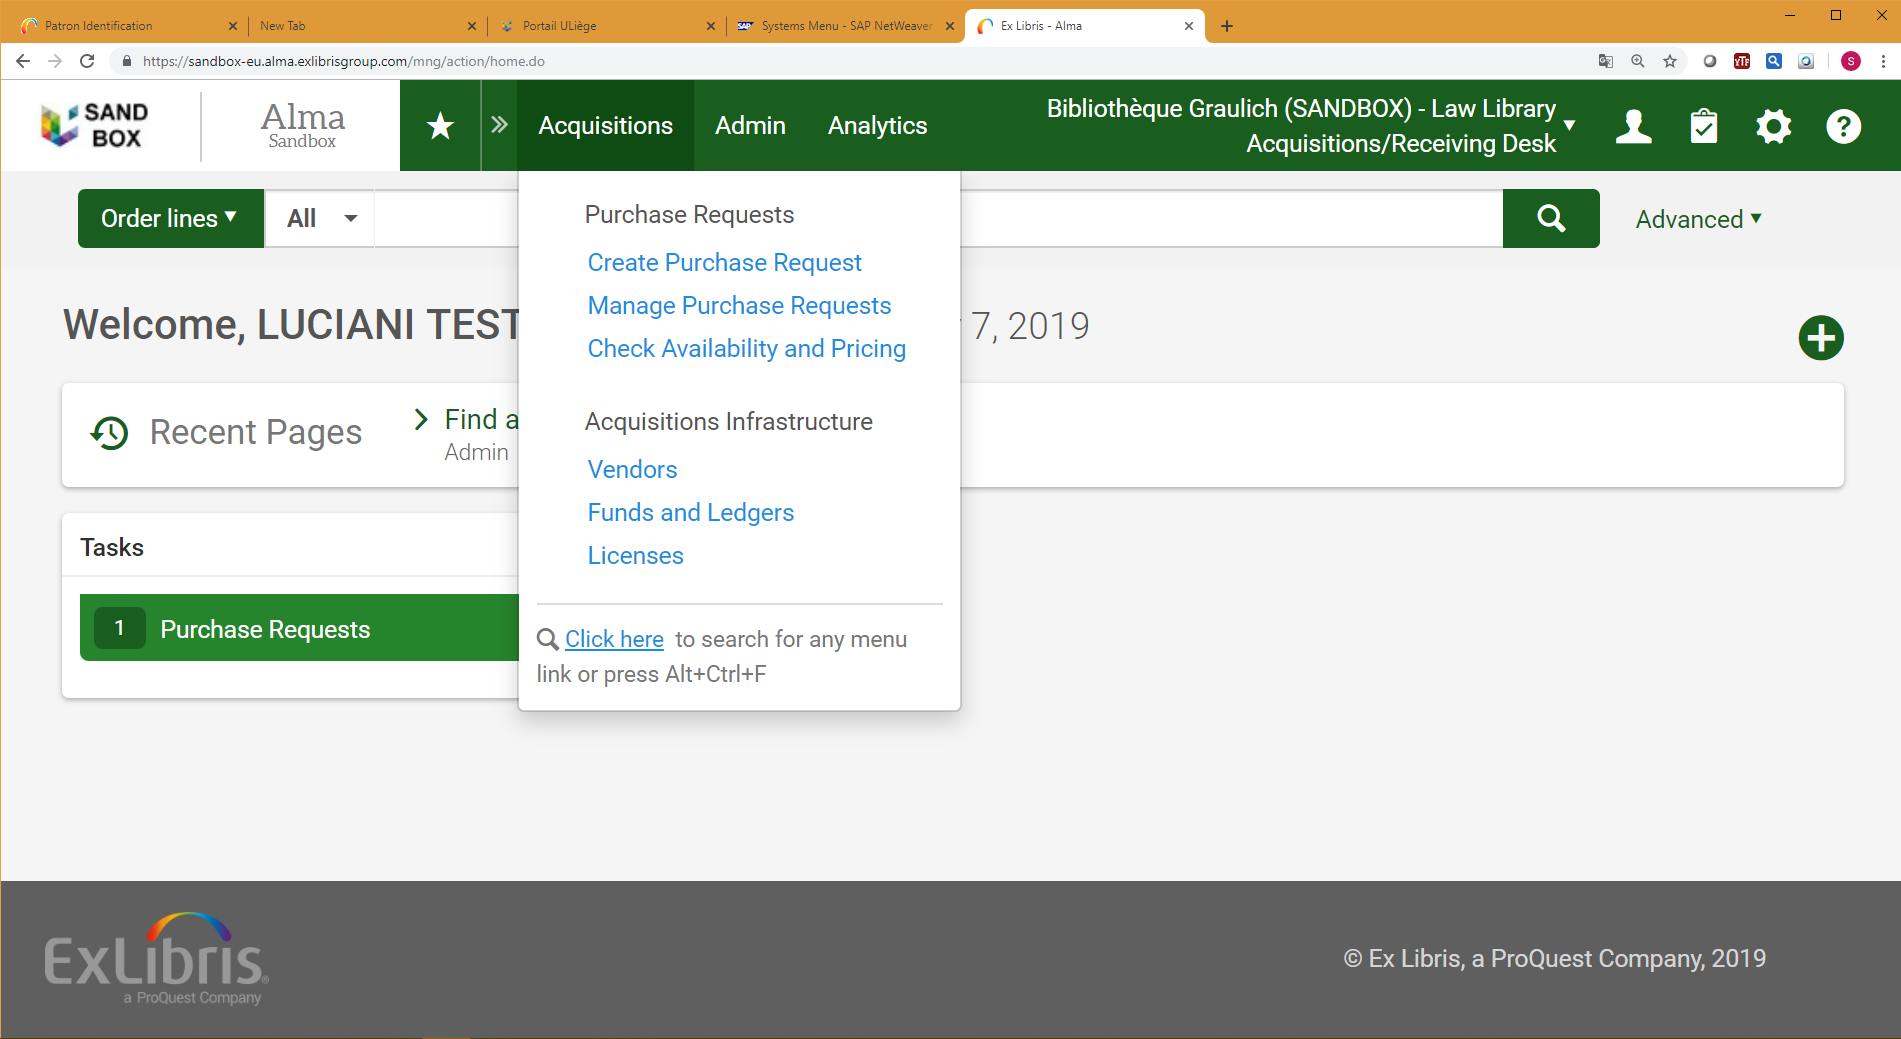 Patron Identification
New Tab
Portail ULiège
SAP Systems Menu - SAP NetWeaver
Ex Libris - Alma
https://sandbox-eu.alma.exlibrisgroup.com/mng/action/home.do
YTF
S
SAND
BOX
Alma
Sandbox
Acquisitions
Admin
Analytics
Bibliothèque Graulich (SANDBOX) - Law Library
Acquisitions/Receiving Desk
?
Order lines
All
Advanced
Purchase Requests
Create Purchase Request
Manage Purchase Requests
Check Availability and Pricing
Acquisitions Infrastructure
Vendors
Funds and Ledgers
Licenses
Click here to search for any menu
link or press Alt+Ctrl+F
Welcome, LUCIANI TEST
7, 2019
Recent Pages
Find a
Admin
Tasks
1 Purchase Requests
ExLibris®
a ProQuest Company
© Ex Libris, a ProQuest Company, 2019